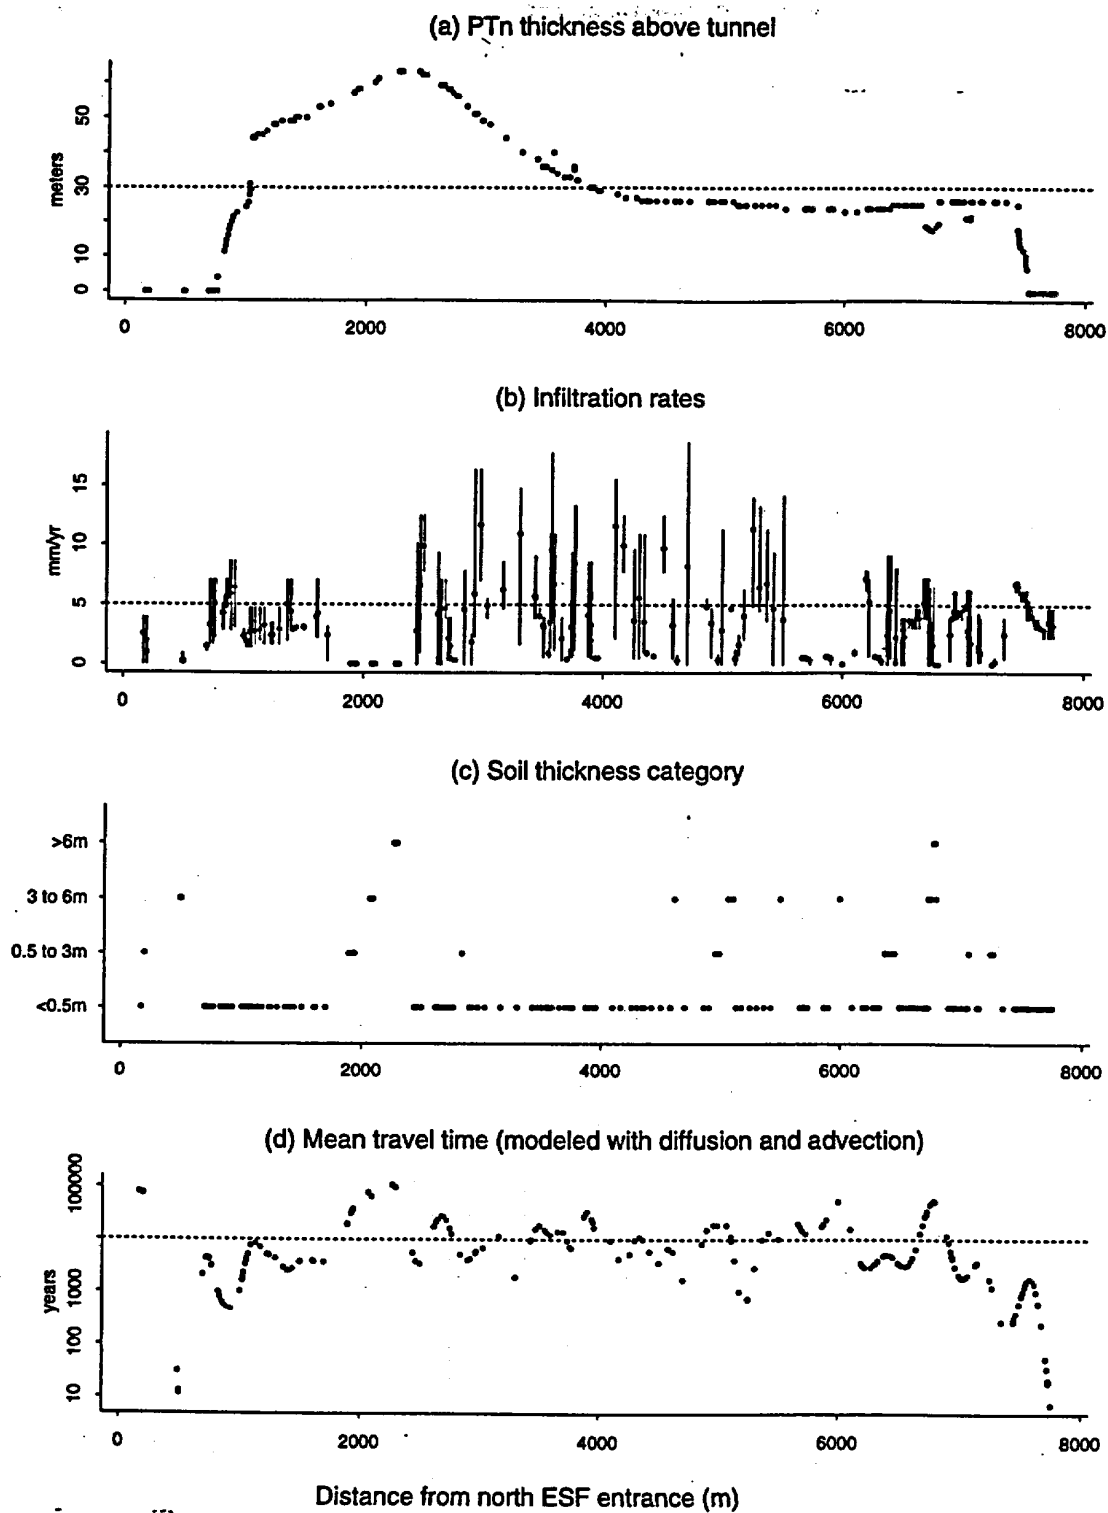 (a) PTn thickness above tunnel
meters
50
30
10
0
0 2000 4000 6000 8000
(b) Infiltration rates
mm/yr
15
10
5
0
0 2000 4000 6000 8000
(c) Soil thickness category
>6m
3 to 6m
0.5 to 3m
<0.5m
0 2000 4000 6000 8000
(d) Mean travel time (modeled with diffusion and advection)
years
100000
1000
100
10
0 2000 4000 6000 8000
Distance from north ESF entrance (m)